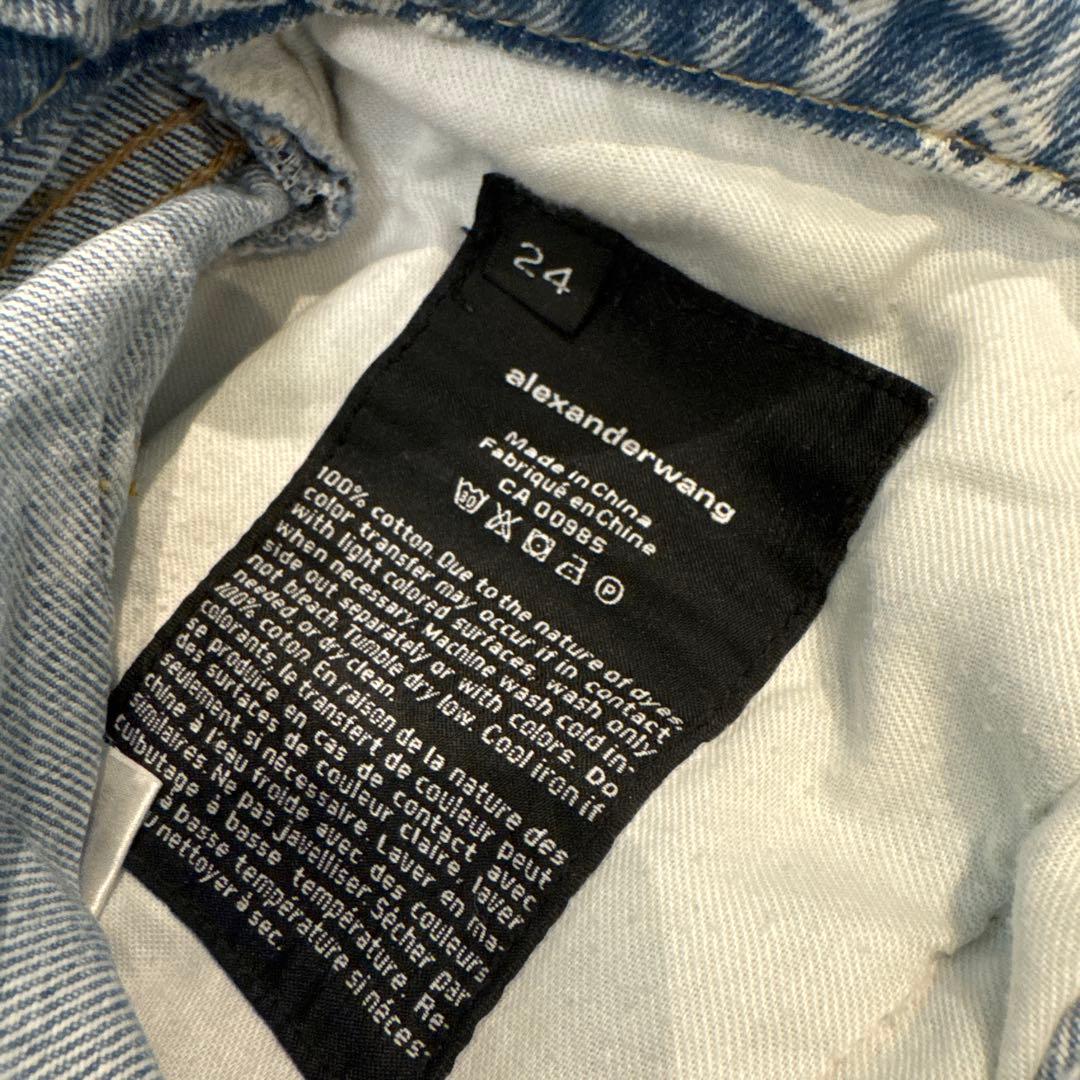 24
alexanderwang
Made in China
Fabriqué en Chine
CA 00985
30
P
100% cotton. Due to the nature of dyes,
color transfer may occur if in contact
with light colored surfaces, wash only
when necessary. Machine wash cold in-
side out separately or with colors. Do
not bleach. Tumble dry low. Cool iron if
needed, or dry clean.
100% coton. En raison de la nature des
colorants, le transfert de couleur peut
se produire en cas de contact avec
des surfaces de couleur claire, laver
seulement si nécessaire. Laver en ma-
chine à l'eau froide avec des couleurs
similaires. Ne pas javelliser. Sécher par
culbutage à basse température. Re-
à base température si néces-
nettoyer à sec.